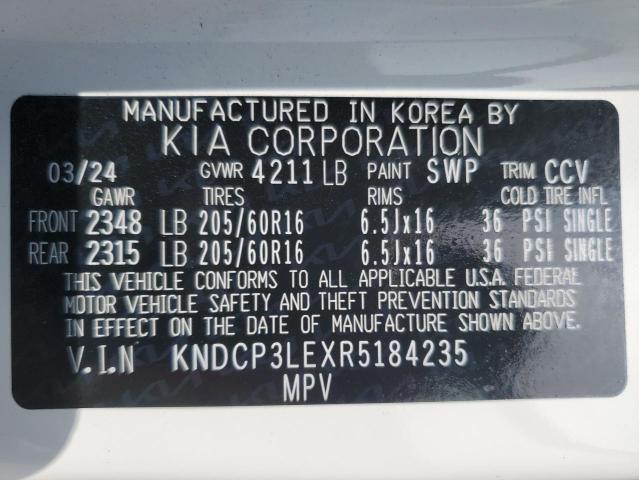 MANUFACTURED IN KOREA BY
KIA CORPORATION
03/24 GVWR 4211 LB PAINT SWP TRIM CCV
GAWR TIRES RIMS COLD TIRE INFL
FRONT 2348 LB 205/60R16 6.5Jx16 36 PSI SINGLE
REAR 2315 LB 205/60R16 6.5Jx16 36 PSI SINGLE
THIS VEHICLE CONFORMS TO ALL APPLICABLE U.S.A. FEDERAL
MOTOR VEHICLE SAFETY AND THEFT PREVENTION STANDARDS
IN EFFECT ON THE DATE OF MANUFACTURE SHOWN ABOVE.
V.I.N KNDCP3LEXR5184235
MPV